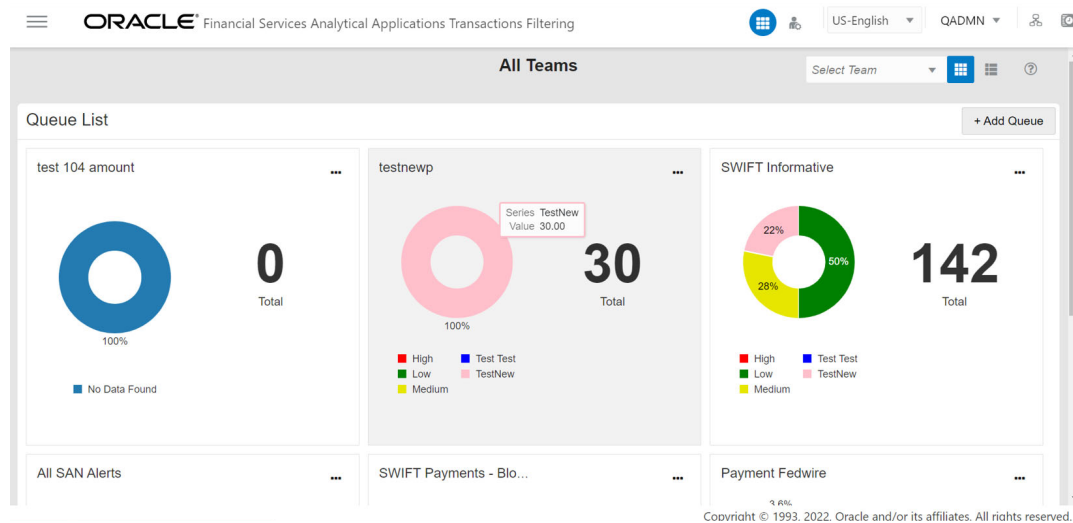 ORACLE® Financial Services Analytical Applications Transactions Filtering
US-English
QADMN
All Teams
Select Team
Queue List
+ Add Queue
test 104 amount
...
0
Total
100%
No Data Found
testnewp
...
Series TestNew
Value 30.00
30
Total
100%
High
Test Test
Low
TestNew
Medium
SWIFT Informative
...
22%
50%
28%
142
Total
High
Test Test
Low
TestNew
Medium
All SAN Alerts
...
SWIFT Payments - Blo...
...
Payment Fedwire
...
3.6%
Copyright © 1993, 2022, Oracle and/or its affiliates. All rights reserved.